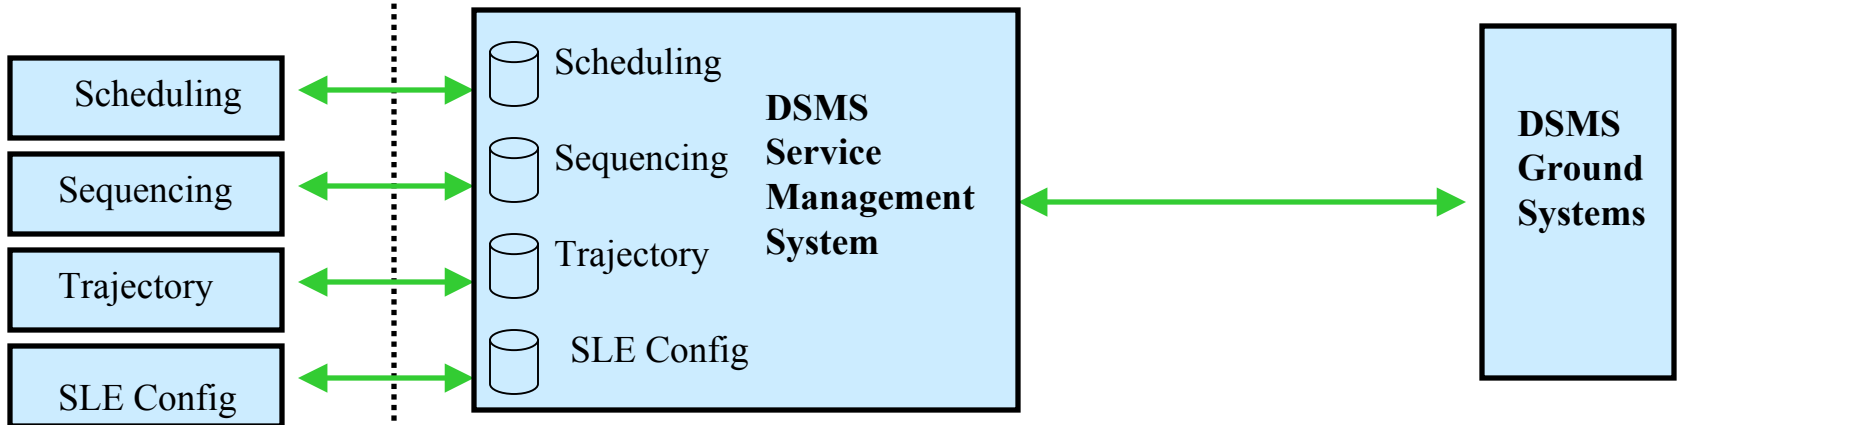 Scheduling
Sequencing
Trajectory
SLE Config
Scheduling
Sequencing
Trajectory
SLE Config
DSMS
Service
Management
System
DSMS
Ground
Systems